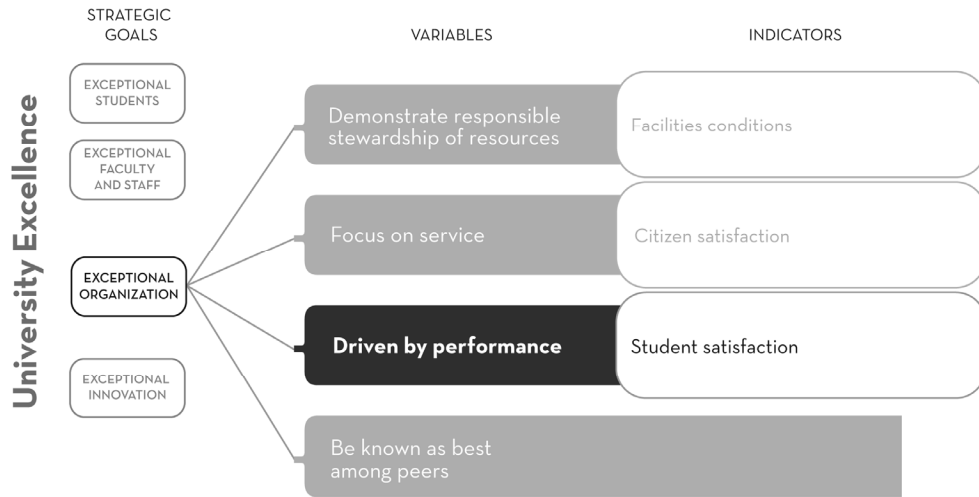 STRATEGIC
GOALS
VARIABLES
INDICATORS
University Excellence
EXCEPTIONAL
STUDENTS
EXCEPTIONAL
FACULTY
AND STAFF
EXCEPTIONAL
ORGANIZATION
EXCEPTIONAL
INNOVATION
Demonstrate responsible
stewardship of resources
Facilities conditions
Focus on service
Citizen satisfaction
Driven by performance
Student satisfaction
Be known as best
among peers